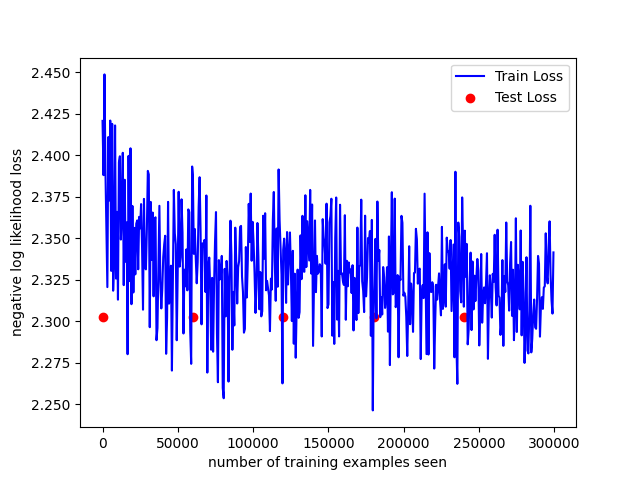 2.450
2.425
2.400
2.375
2.350
2.325
2.300
2.275
2.250
negative log likelihood loss
Train Loss
Test Loss
0 50000 100000 150000 200000 250000 300000
number of training examples seen